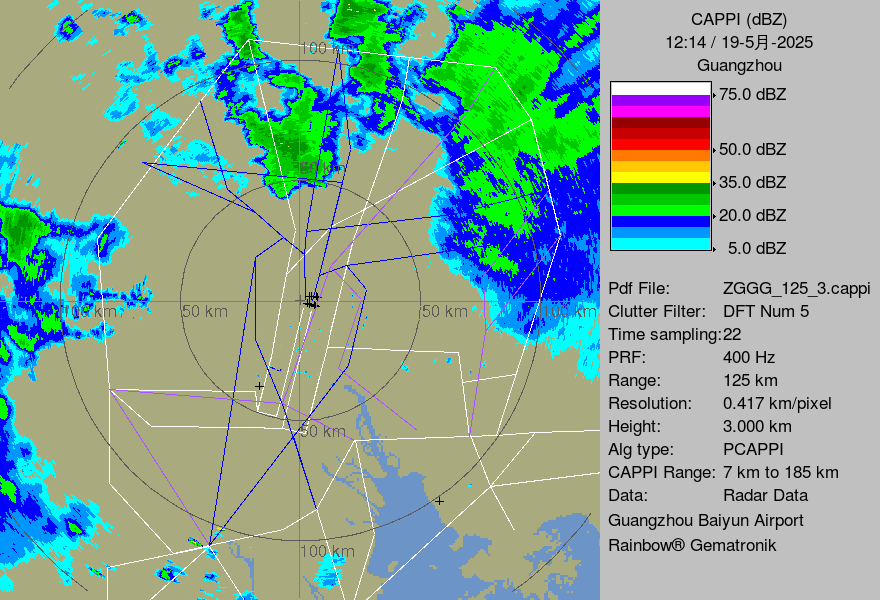 CAPPI (dBZ)
12:14 / 19-5月-2025
Guangzhou
75.0 dBZ
50.0 dBZ
35.0 dBZ
20.0 dBZ
5.0 dBZ
Pdf File: ZGGG_125_3.cappi
Clutter Filter: DFT Num 5
Time sampling:22
PRF: 400 Hz
Range: 125 km
Resolution: 0.417 km/pixel
Height: 3.000 km
Alg type: PCAPPI
CAPPI Range: 7 km to 185 km
Data: Radar Data
Guangzhou Baiyun Airport
Rainbow® Gematronik
100 km
50 km
100 km
50 km
50 km
100 km
50 km
100 km